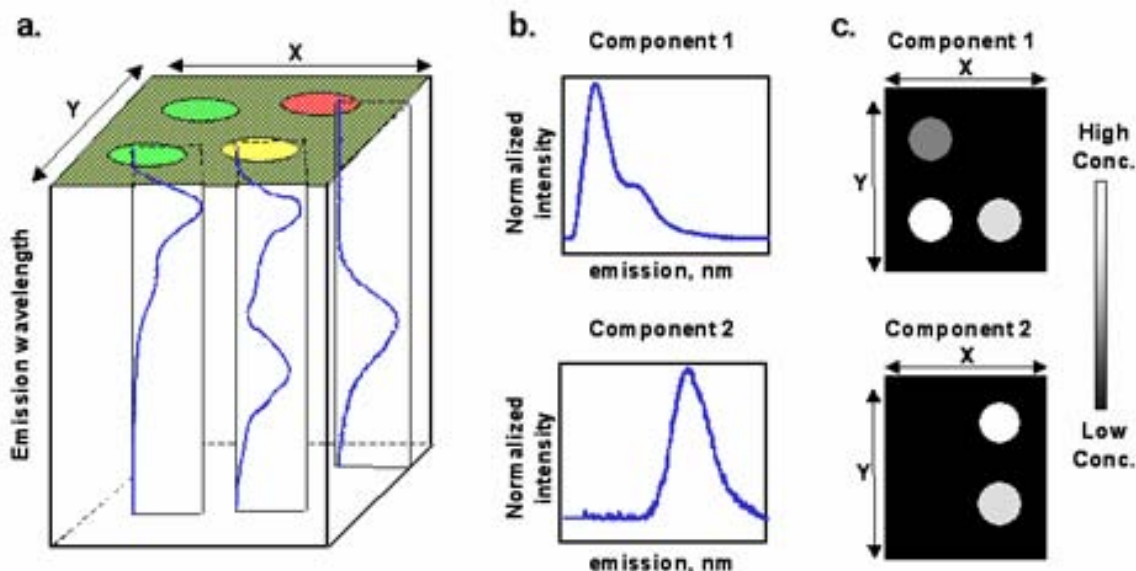 a.
X
Y
Emission wavelength
b.
Component 1
Normalized
intensity
emission, nm
Component 2
Normalized
intensity
emission, nm
c.
Component 1
X
Y
Component 2
X
Y
High
Conc.
Low
Conc.